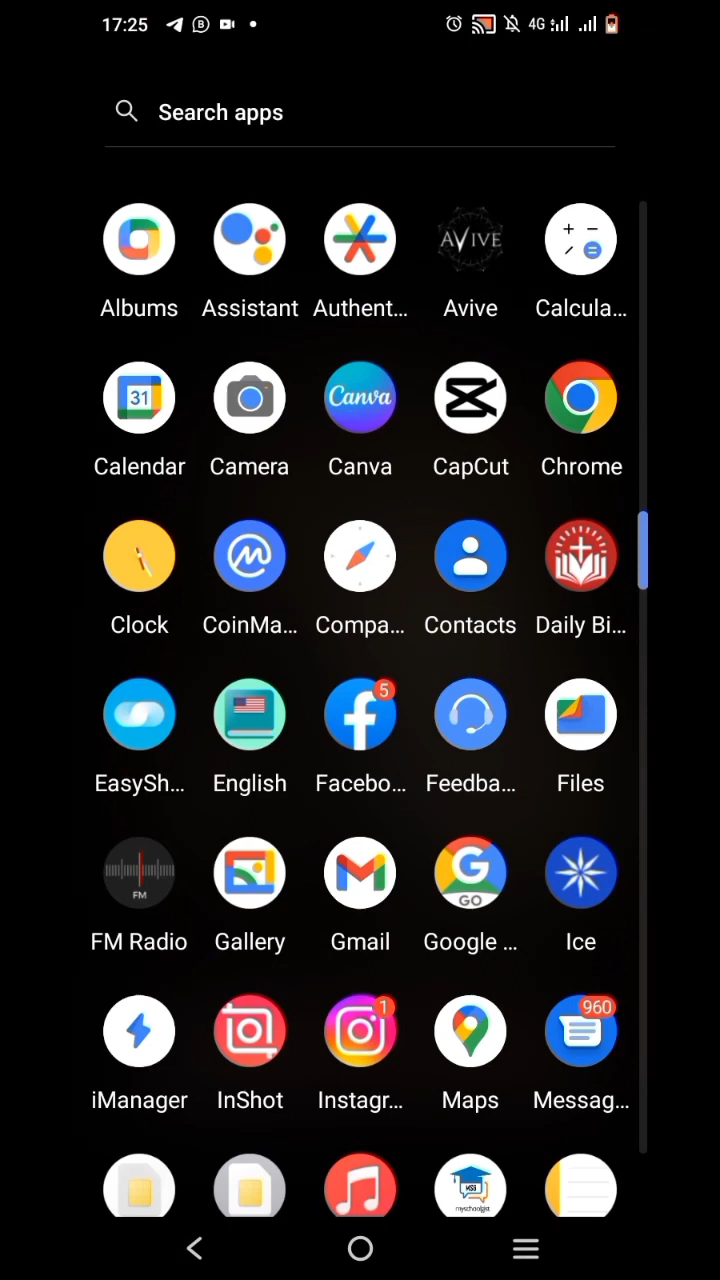 17:25 B 4G
Search apps
AVIVE
+ −
Albums Assistant Authent... Avive Calcula...
31 Canva
Calendar Camera Canva CapCut Chrome
Clock CoinMa... Compa... Contacts Daily Bi...
5
EasySh... English Facebo... Feedba... Files
FM G GO
FM Radio Gallery Gmail Google ... Ice
1 960
iManager InShot Instagr... Maps Messag...
MSG
myschoolgist